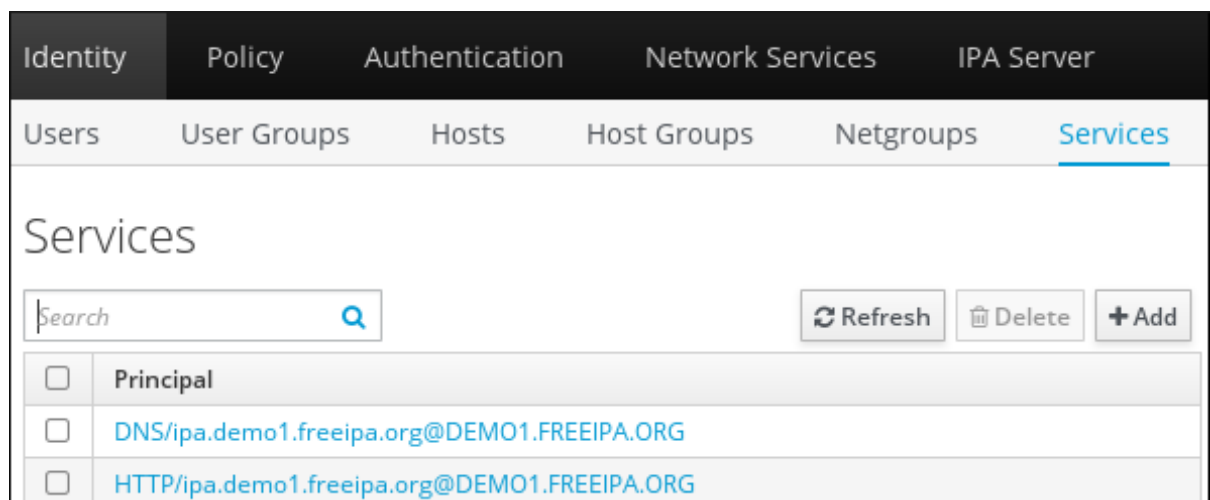 Identity Policy Authentication Network Services IPA Server
Users User Groups Hosts Host Groups Netgroups Services
Services
Search Refresh Delete Add
Principal
DNS/ipa.demo1.freeipa.org@DEMO1.FREEIPA.ORG
HTTP/ipa.demo1.freeipa.org@DEMO1.FREEIPA.ORG